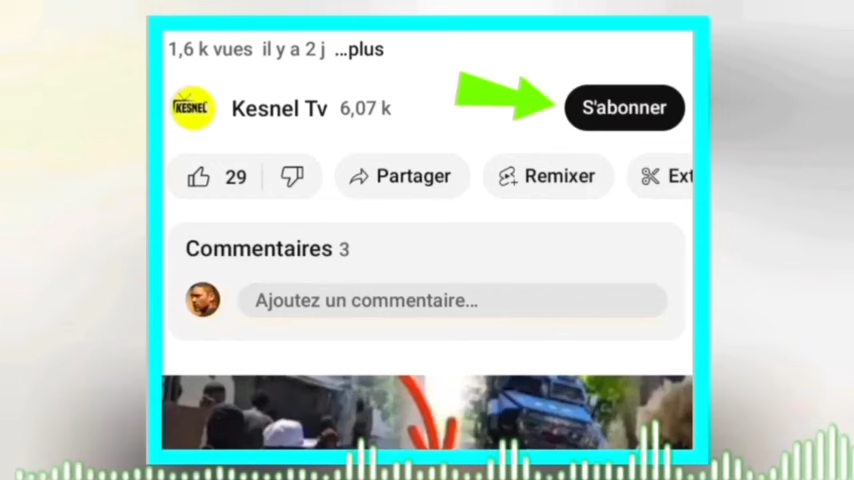 1,6 k vues il y a 2 j ...plus
KESNEL
Kesnel Tv 6,07 k
S'abonner
29
Partager
Remixer
Ext
Commentaires 3
Ajoutez un commentaire...